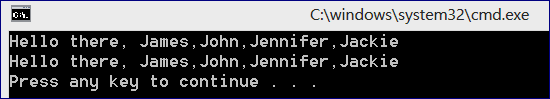 C:\windows\system32\cmd.exe
Hello there, James,John,Jennifer,Jackie
Hello there, James,John,Jennifer,Jackie
Press any key to continue . . .